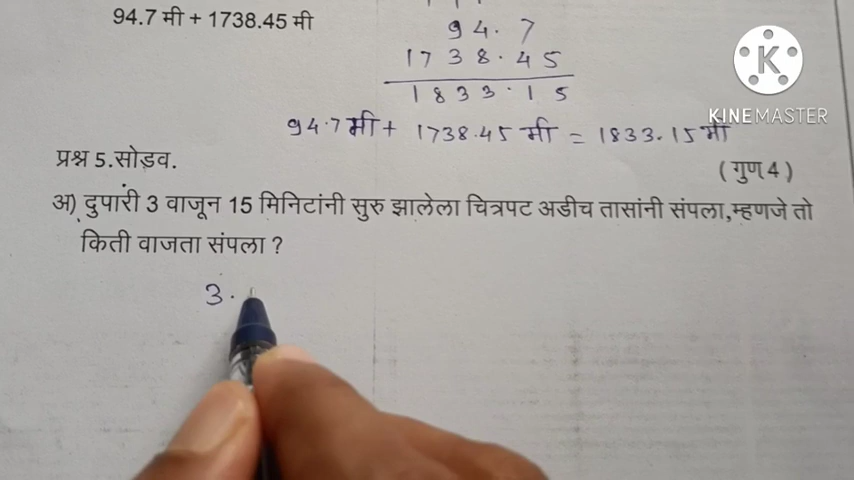 94.7 मी + 1738.45 मी
94.7
1738.45
1833.15
94.7मी + 1738.45 मी = 1833.15 मी
K
KINEMASTER
प्रश्न 5.सोडव.
(गुण 4)
अ) दुपारी 3 वाजून 15 मिनिटांनी सुरु झालेला चित्रपट अडीच तासांनी संपला,म्हणजे तो
किती वाजता संपला ?
3.